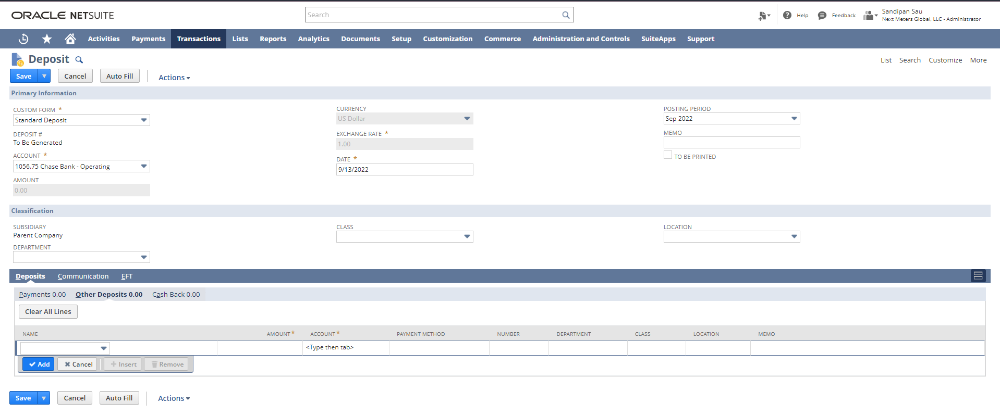 ORACLE NETSUITE
Search
Help
Feedback
Sandipan Sau
Next Meters Global, LLC - Administrator
Activities Payments Transactions Lists Reports Analytics Documents Setup Customization Commerce Administration and Controls SuiteApps Support
Deposit
List Search Customize More
Save Cancel Auto Fill Actions
Primary Information
CUSTOM FORM *
Standard Deposit
DEPOSIT #
To Be Generated
ACCOUNT *
1056.75 Chase Bank - Operating
AMOUNT
0.00
CURRENCY
US Dollar
EXCHANGE RATE *
1.00
DATE *
9/13/2022
POSTING PERIOD
Sep 2022
MEMO
TO BE PRINTED
Classification
SUBSIDIARY
Parent Company
DEPARTMENT
CLASS
LOCATION
Deposits Communication EFT
Payments 0.00 Other Deposits 0.00 Cash Back 0.00
Clear All Lines
NAME AMOUNT * ACCOUNT * PAYMENT METHOD NUMBER DEPARTMENT CLASS LOCATION MEMO
<Type then tab>
Add Cancel Insert Remove
Save Cancel Auto Fill Actions